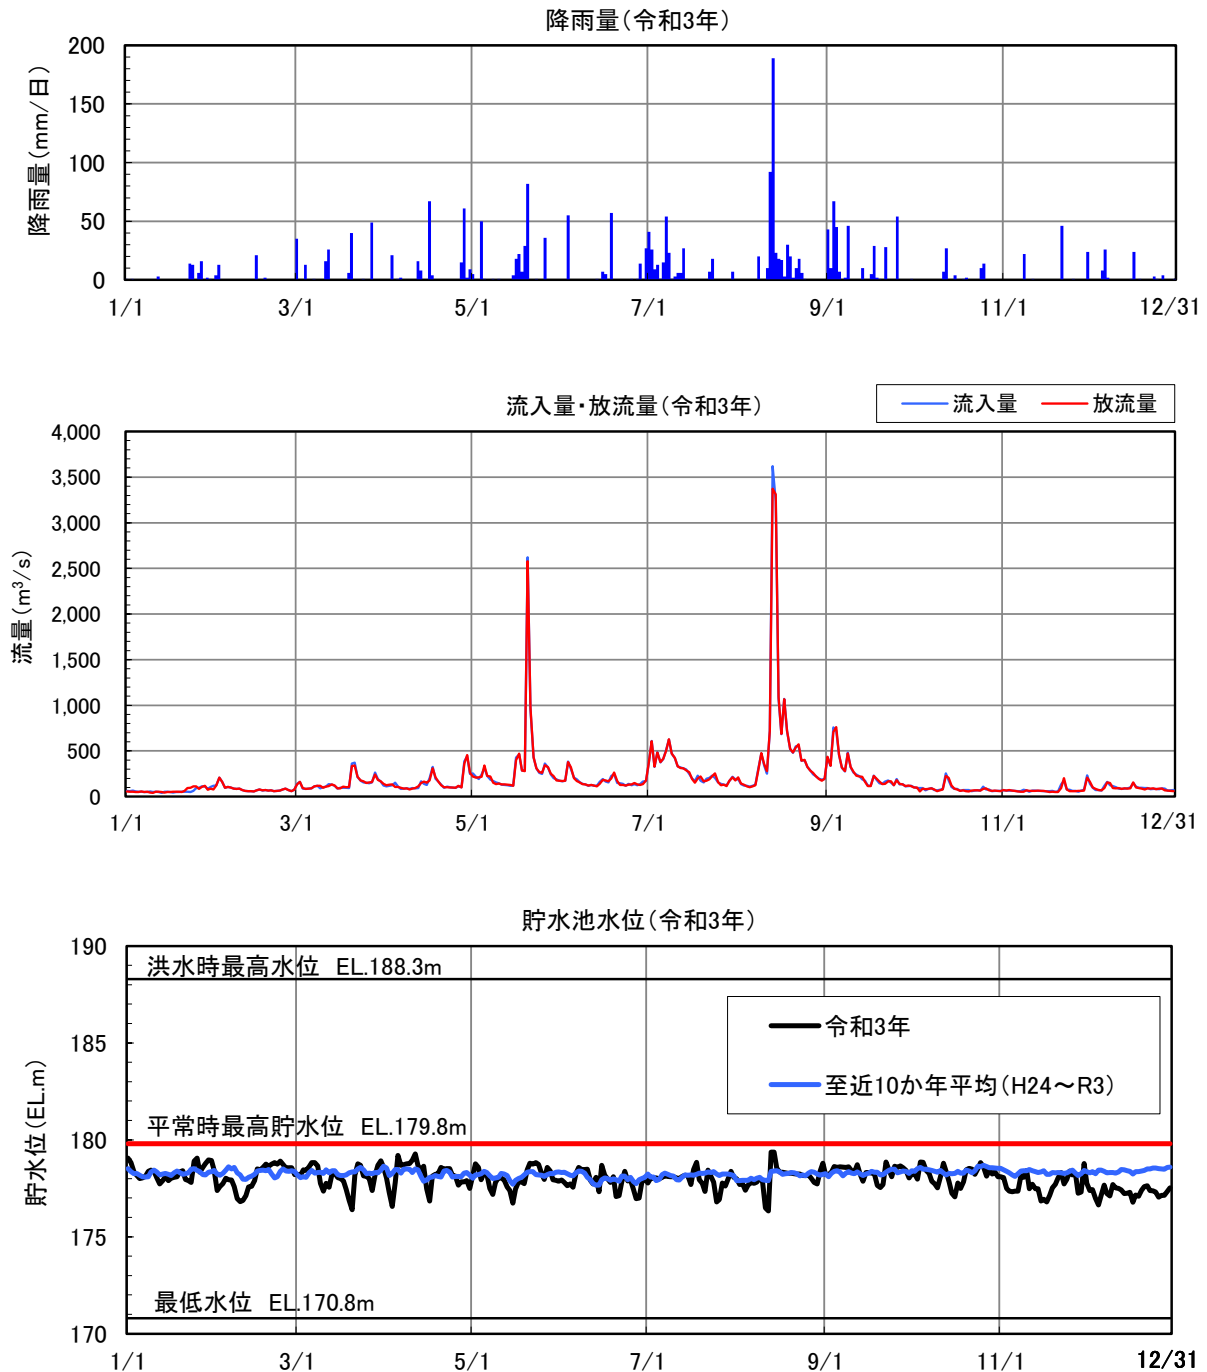 降雨量(令和3年)
降雨量(mm/日)
200
150
100
50
0
1/1 3/1 5/1 7/1 9/1 11/1 12/31
流入量・放流量(令和3年)
流入量 放流量
流量(m³/s)
4,000
3,500
3,000
2,500
2,000
1,500
1,000
500
0
1/1 3/1 5/1 7/1 9/1 11/1 12/31
貯水池水位(令和3年)
貯水位(EL.m)
190
洪水時最高水位 EL.188.3m
令和3年
185
至近10か年平均(H24～R3)
平常時最高貯水位 EL.179.8m
180
175
最低水位 EL.170.8m
170
1/1 3/1 5/1 7/1 9/1 11/1 12/31